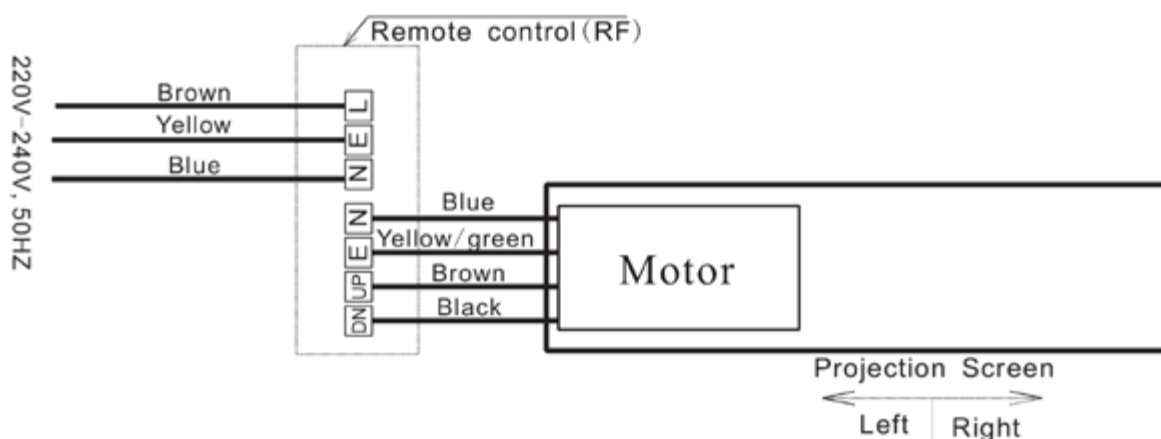 Remote control(RF)
220V-240V, 50HZ
Brown
L
Yellow
E
Blue
N
N
Blue
E
Yellow/green
UP
Brown
DN
Black
Motor
Projection Screen
Left
Right